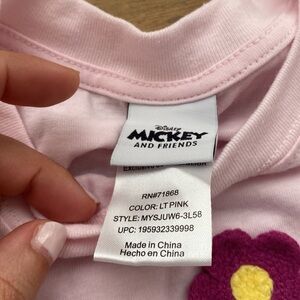 Disney
MICKEY
AND FRIENDS
RN#71868
COLOR: LT PINK
STYLE: MYSJUW6-3L58
UPC: 195932339998
Made in China
Hecho en China